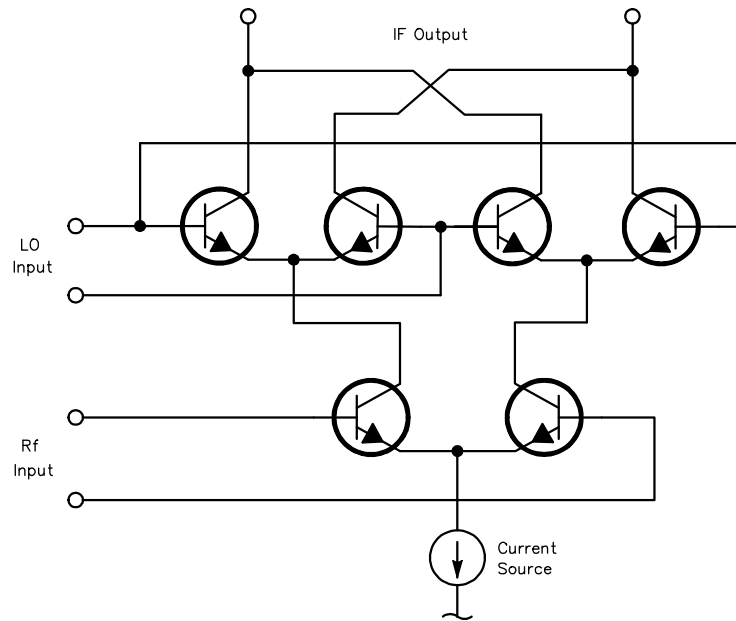 IF Output
LO
Input
Rf
Input
Current
Source